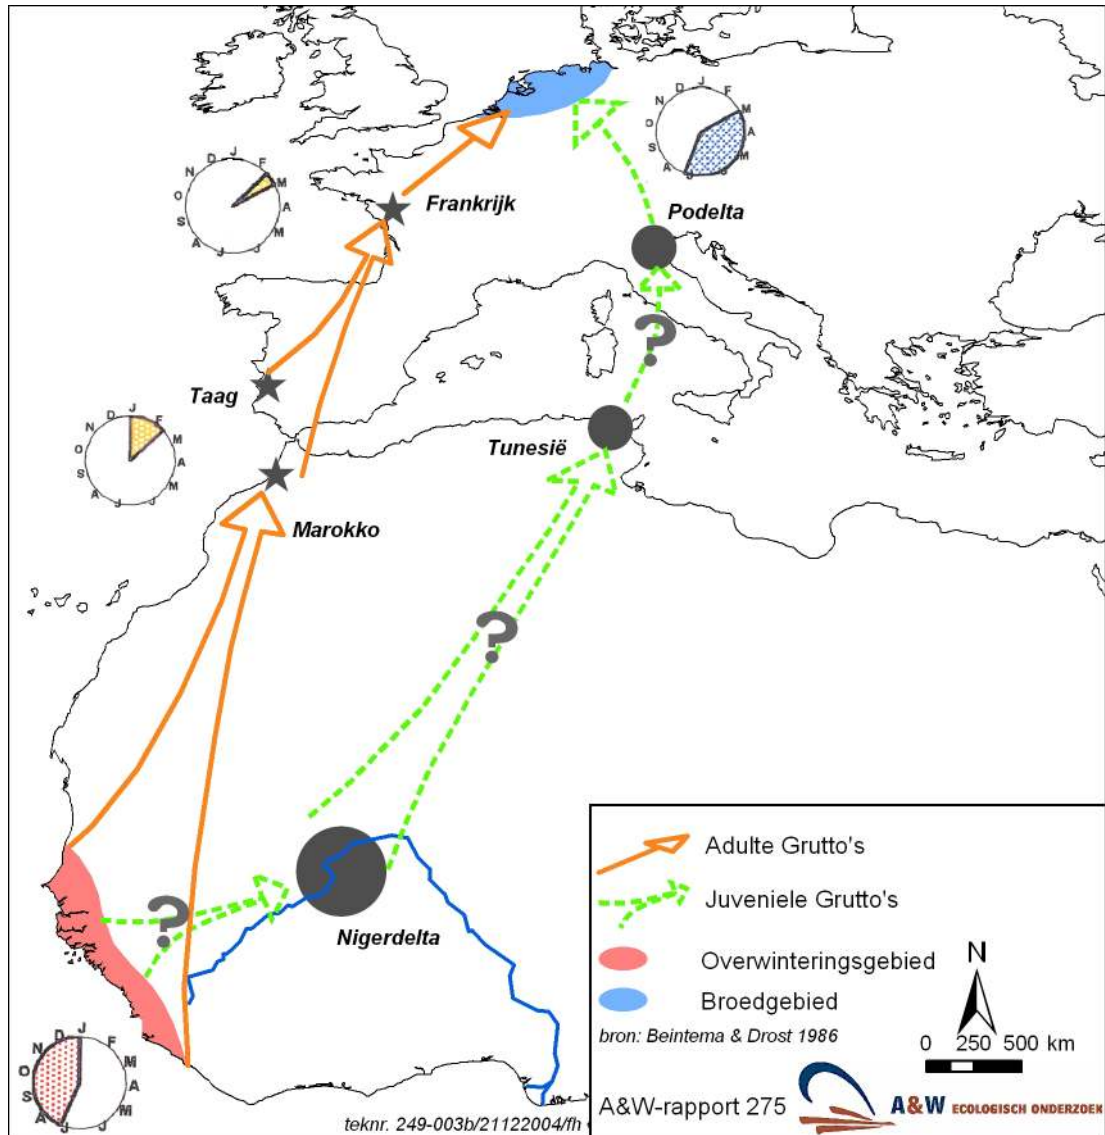 J
F
M
A
M
J
J
A
S
O
N
D
Frankrijk
J
F
M
A
M
J
J
A
S
O
N
D
Podelta
Taag
J
F
M
A
M
J
J
A
S
O
N
D
Tunesië
Marokko
?
?
?
Nigerdelta
J
F
M
A
M
J
J
A
S
O
N
D
Adulte Grutto's
Juveniele Grutto's
Overwinteringsgebied
Broedgebied
N
bron: Beintema & Drost 1986
0 250 500 km
A&W-rapport 275
A&W ECOLOGISCH ONDERZOEK
teknr. 249-003b/21122004/fh